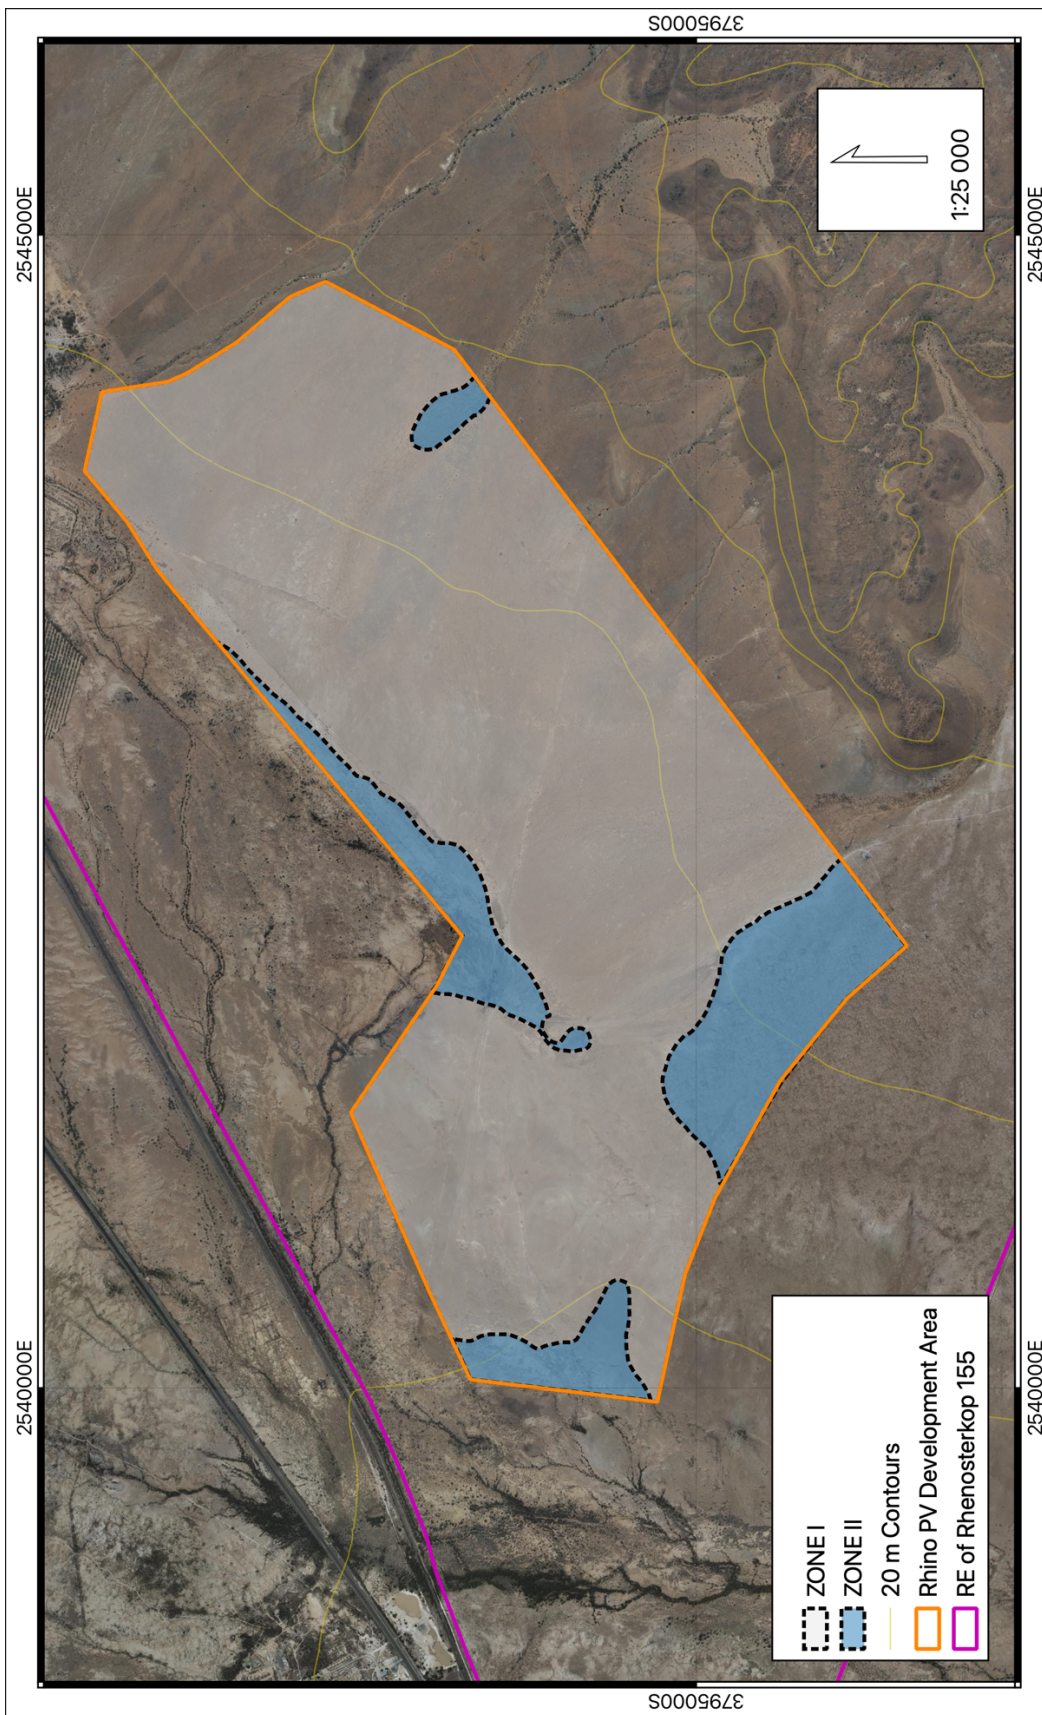 2540000E
2545000E
3795000S
3795000S
1:25 000
ZONE I
ZONE II
20 m Contours
Rhino PV Development Area
RE of Rhenosterkop 155
2540000E
2545000E